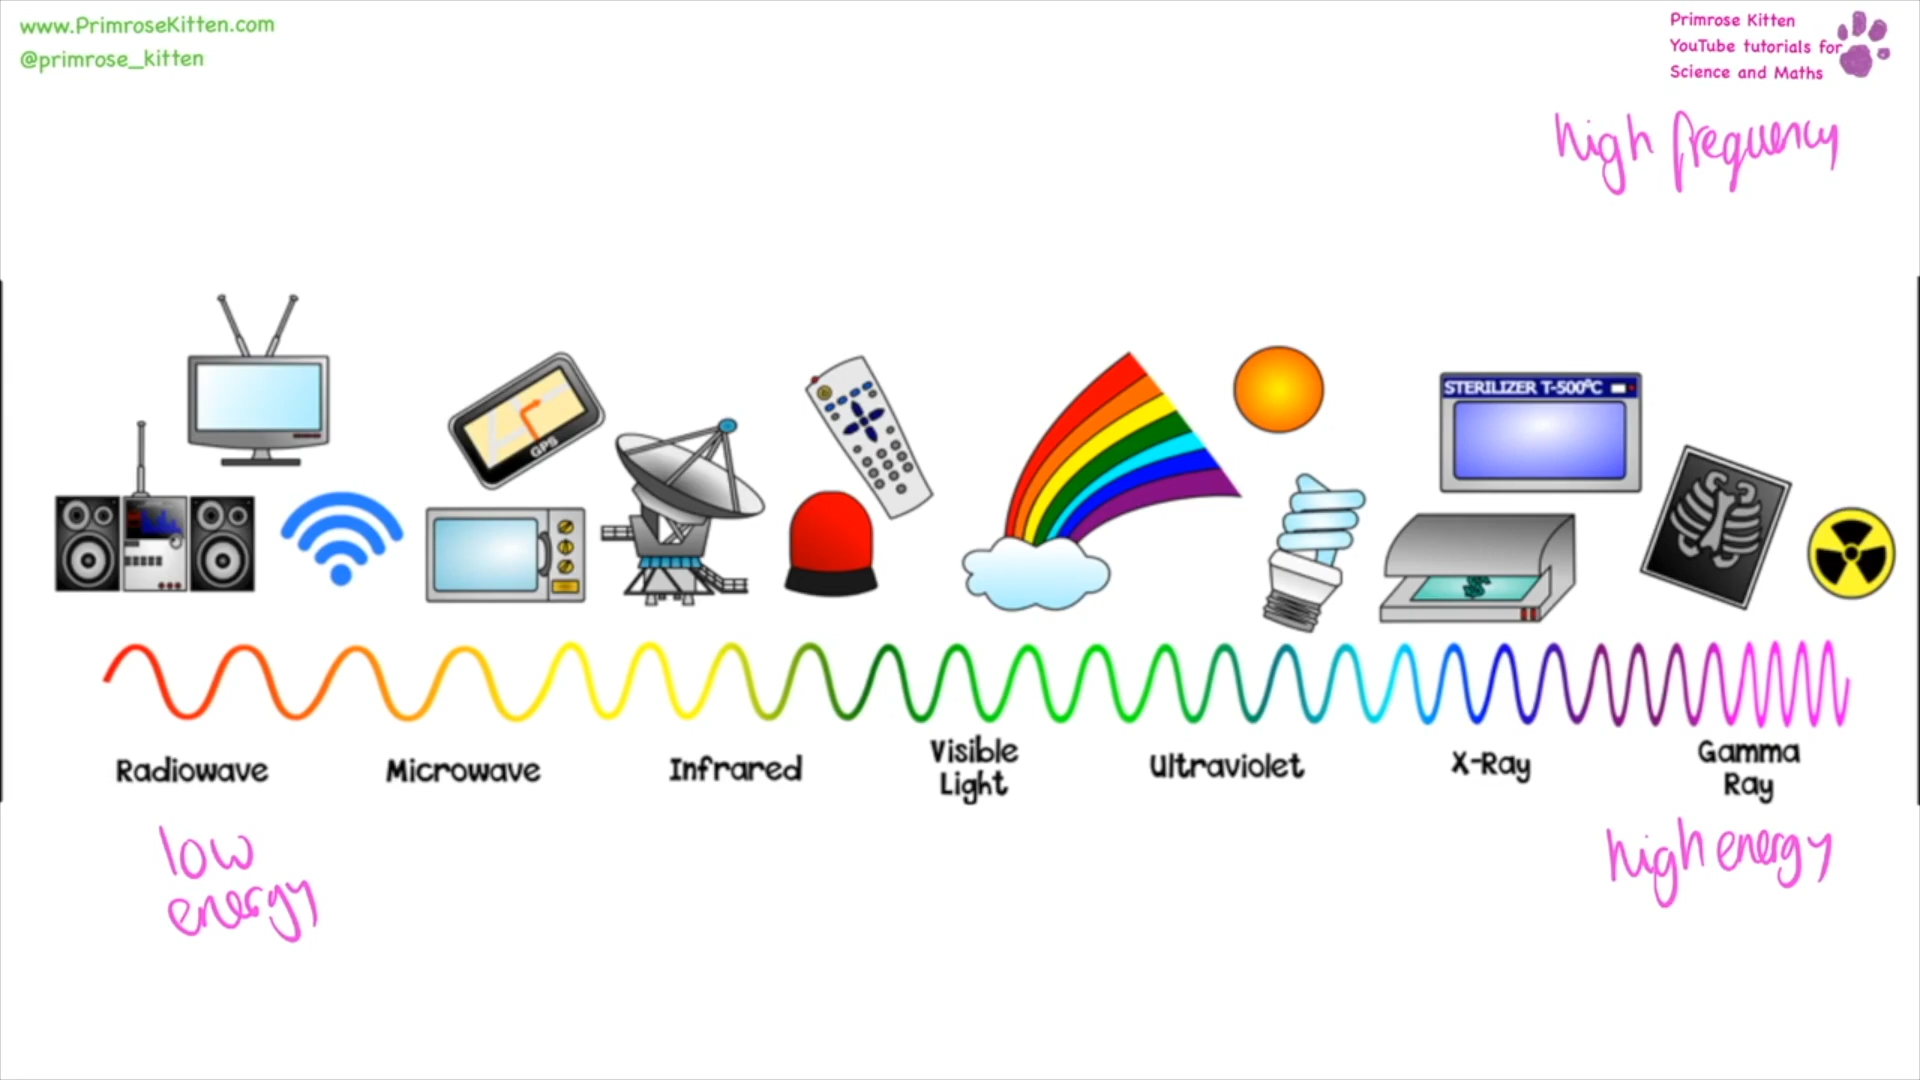 www.PrimroseKitten.com
@primrose_kitten
Primrose Kitten
YouTube tutorials for
Science and Maths
high frequency
GPS
STERILIZER T-500°C
Radiowave
Microwave
Infrared
Visible
Light
Ultraviolet
X-Ray
Gamma
Ray
low
energy
high energy